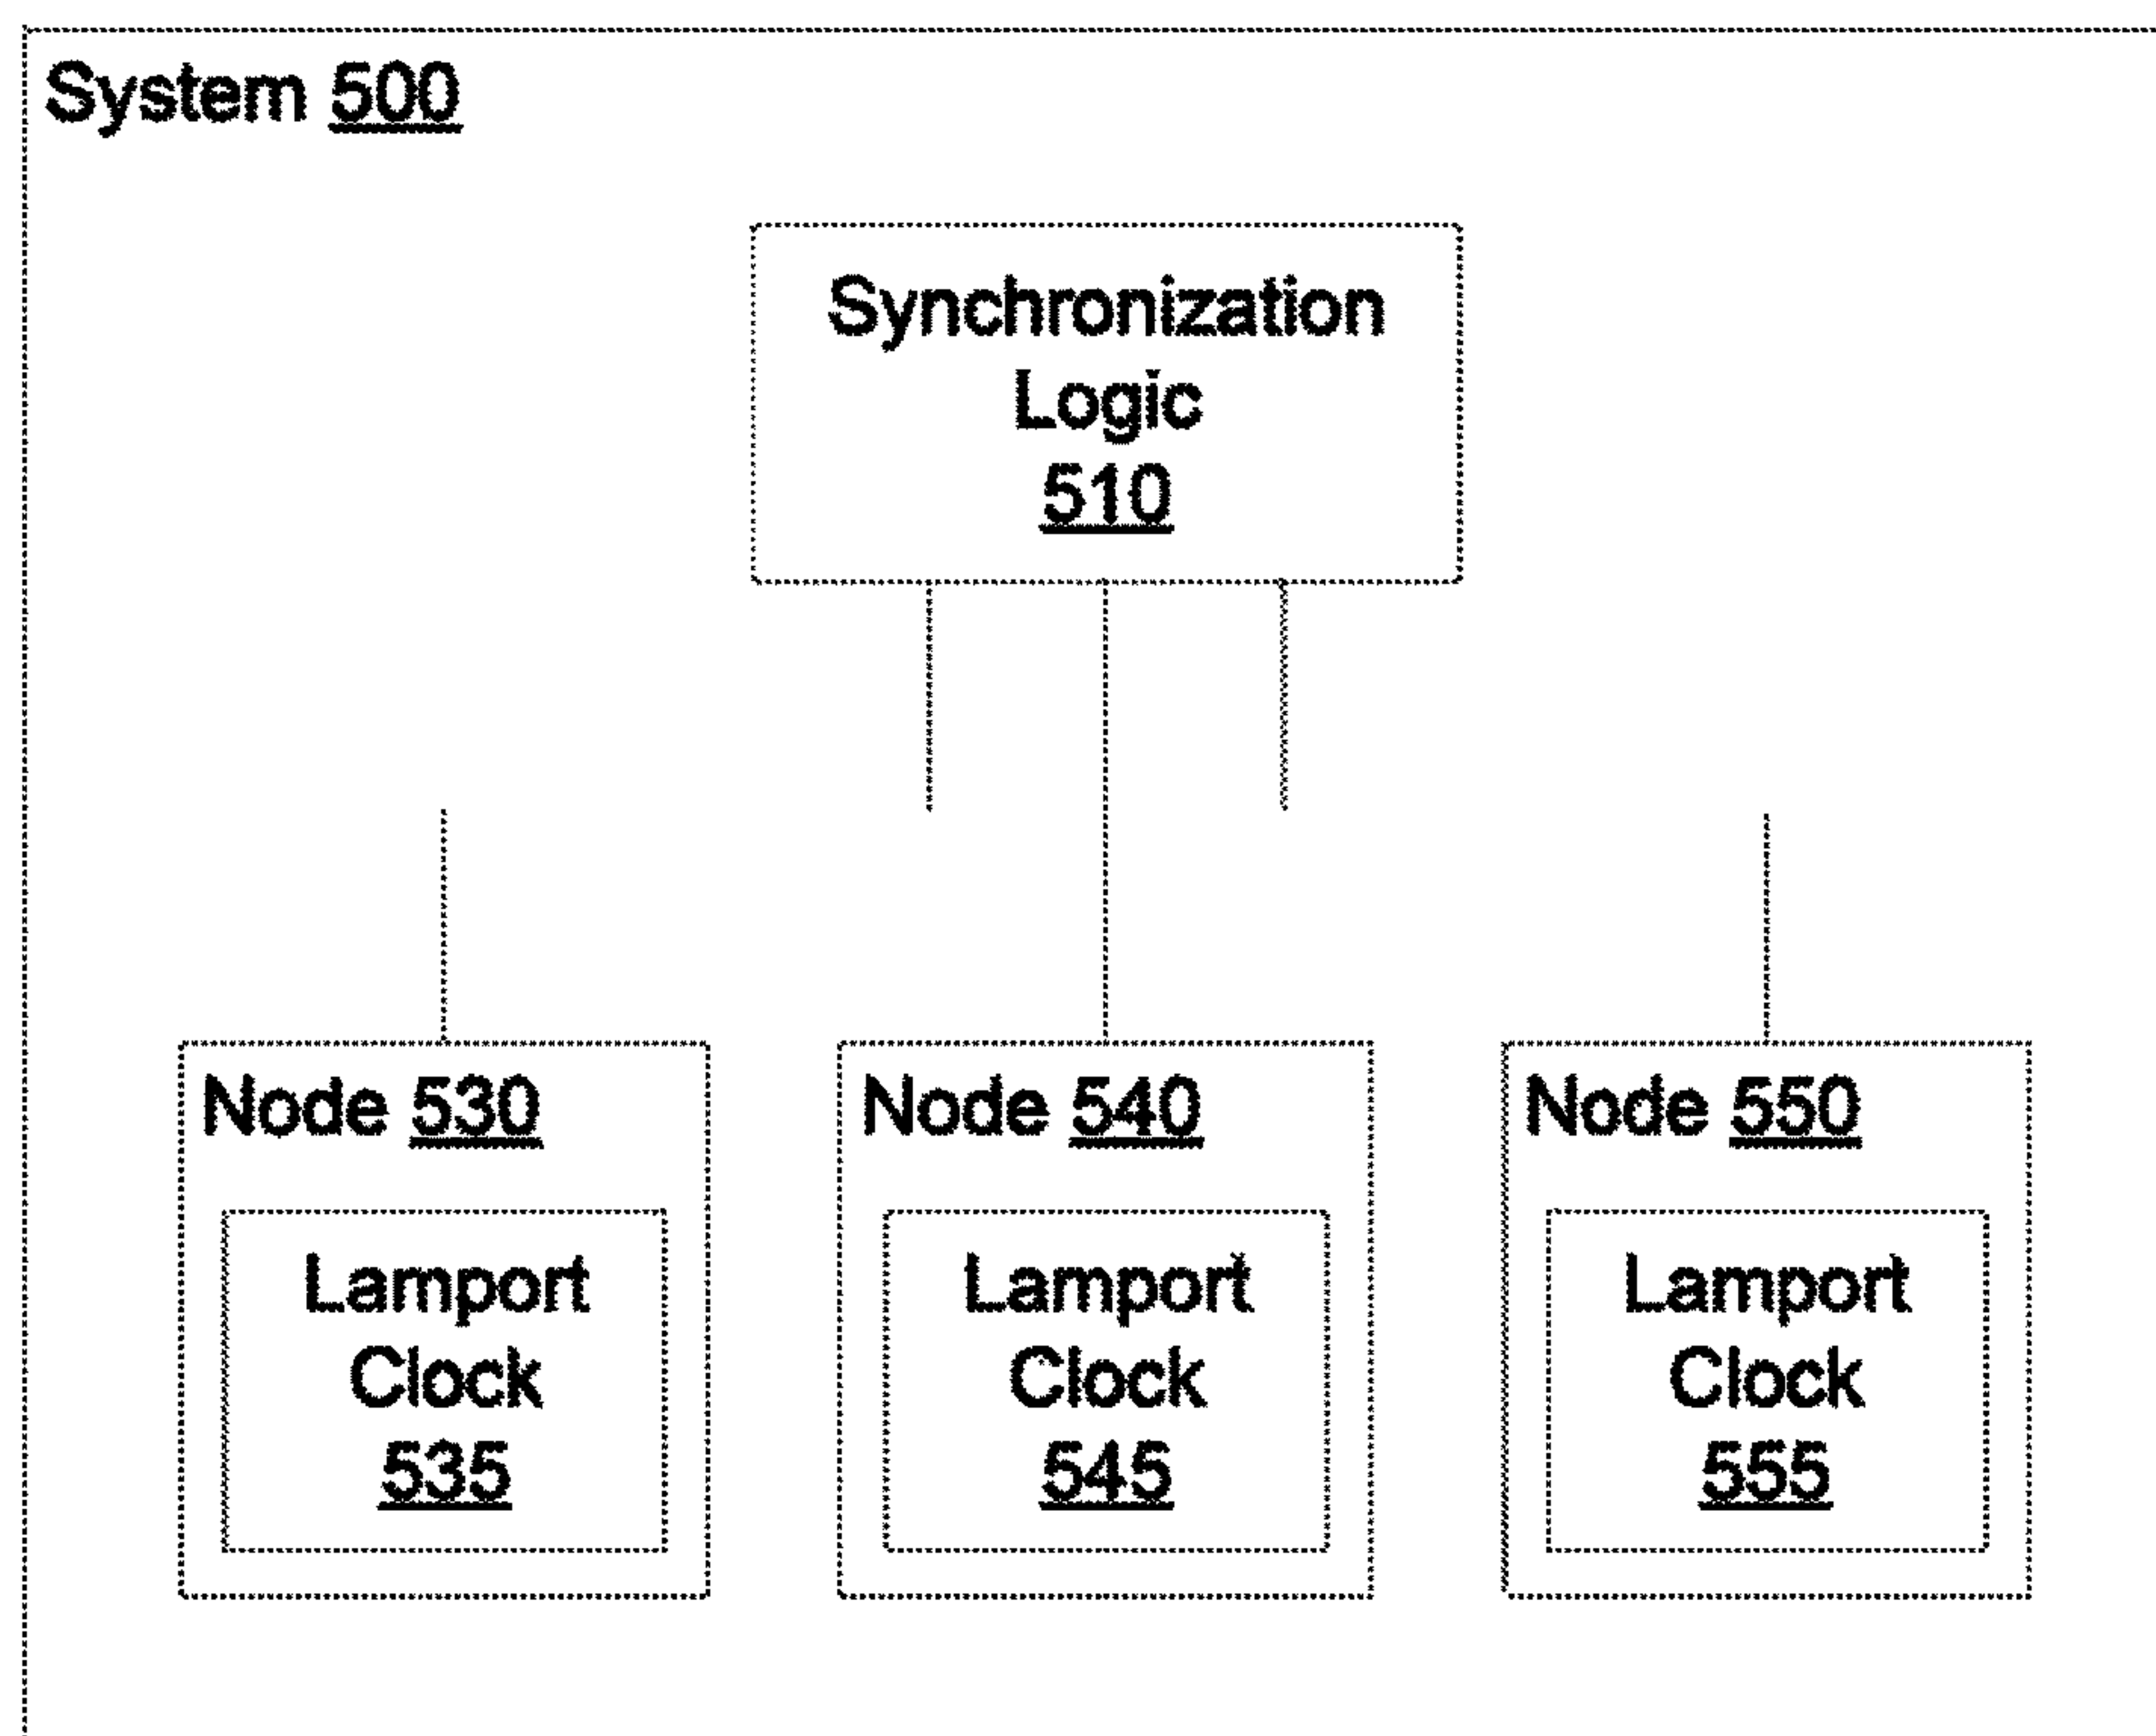 System 500
Synchronization
Logic
510
Node 530
Lamport
Clock
535
Node 540
Lamport
Clock
545
Node 550
Lamport
Clock
555